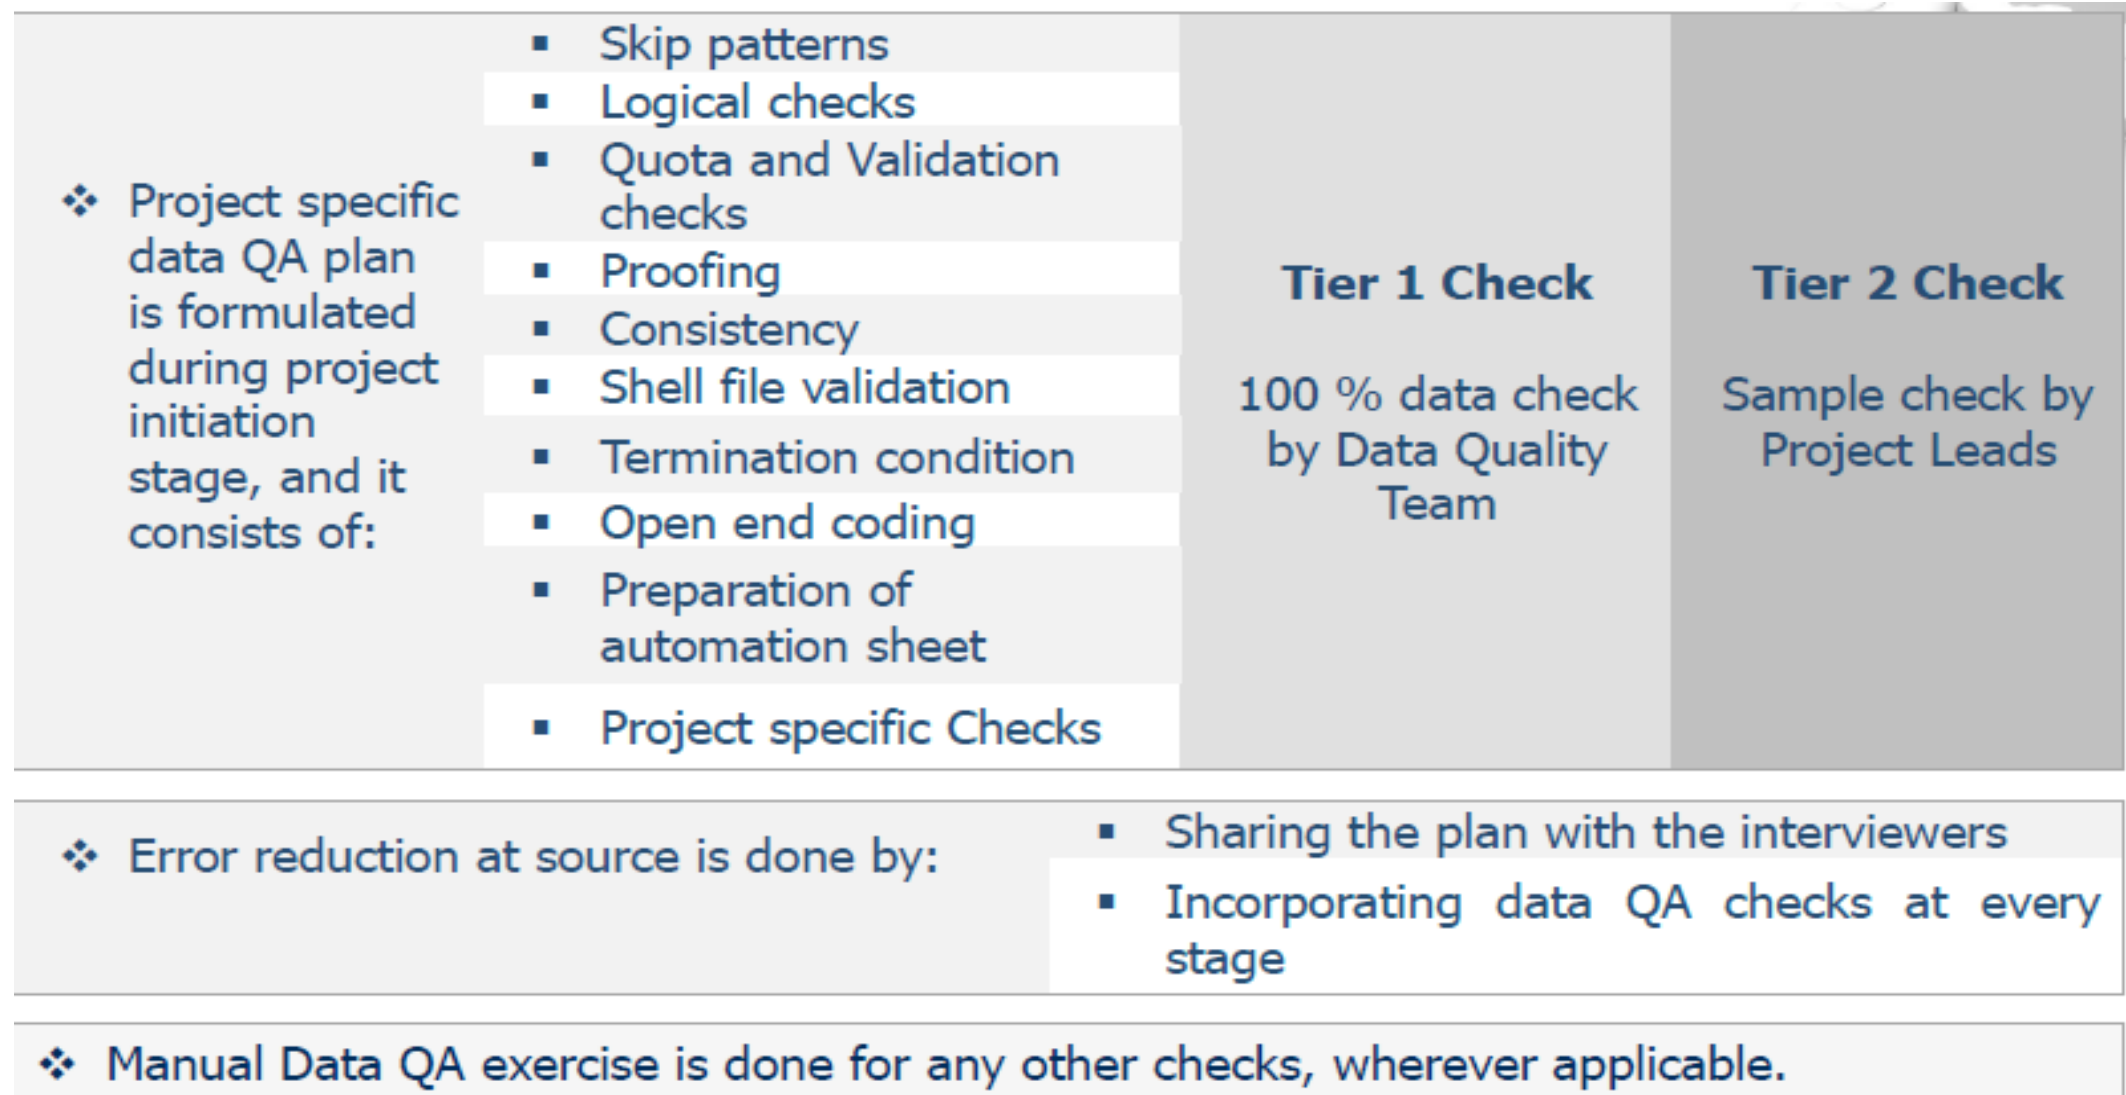 ❖ Project specific
data QA plan
is formulated
during project
initiation
stage, and it
consists of:
▪ Skip patterns
▪ Logical checks
▪ Quota and Validation
checks
▪ Proofing
▪ Consistency
▪ Shell file validation
▪ Termination condition
▪ Open end coding
▪ Preparation of
automation sheet
▪ Project specific Checks
Tier 1 Check
100 % data check
by Data Quality
Team
Tier 2 Check
Sample check by
Project Leads
❖ Error reduction at source is done by:
▪ Sharing the plan with the interviewers
▪ Incorporating data QA checks at every
stage
❖ Manual Data QA exercise is done for any other checks, wherever applicable.